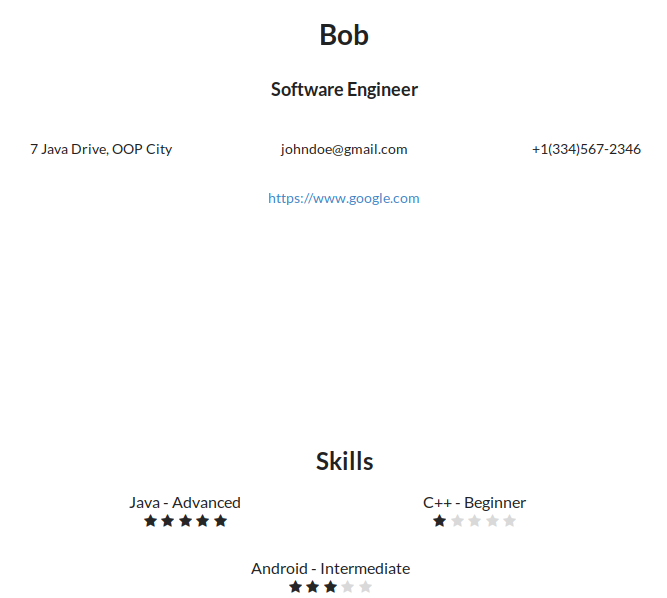 Bob
Software Engineer
7 Java Drive, OOP City johndoe@gmail.com +1(334)567-2346
https://www.google.com
Skills
Java - Advanced C++ - Beginner
Android - Intermediate